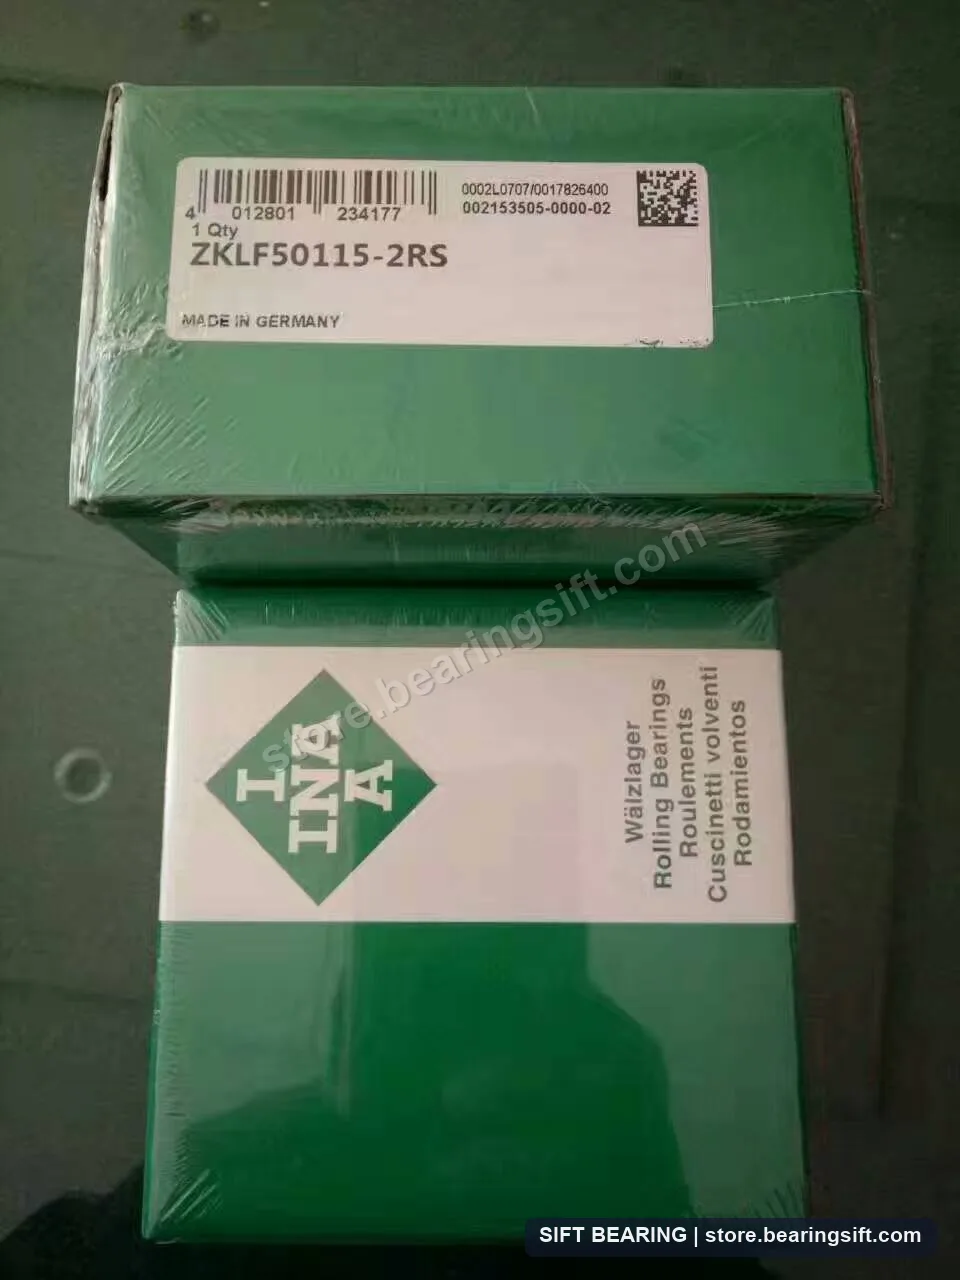 4 012801 234177
0002L0707/0017826400
002153505-0000-02
1 Qty
ZKLF50115-2RS
MADE IN GERMANY
store.bearingsift.com
I
INA
A
Wälzlager
Rolling Bearings
Roulements
Cuscinetti volventi
Rodamientos
SIFT BEARING | store.bearingsift.com